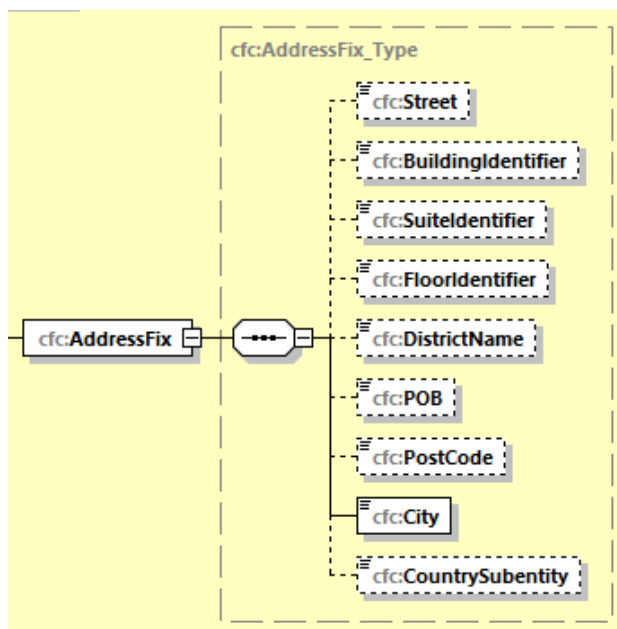 cfc:AddressFix_Type
cfc:Street
cfc:BuildingIdentifier
cfc:SuiteIdentifier
cfc:FloorIdentifier
cfc:AddressFix
cfc:DistrictName
cfc:POB
cfc:PostCode
cfc:City
cfc:CountrySubentity